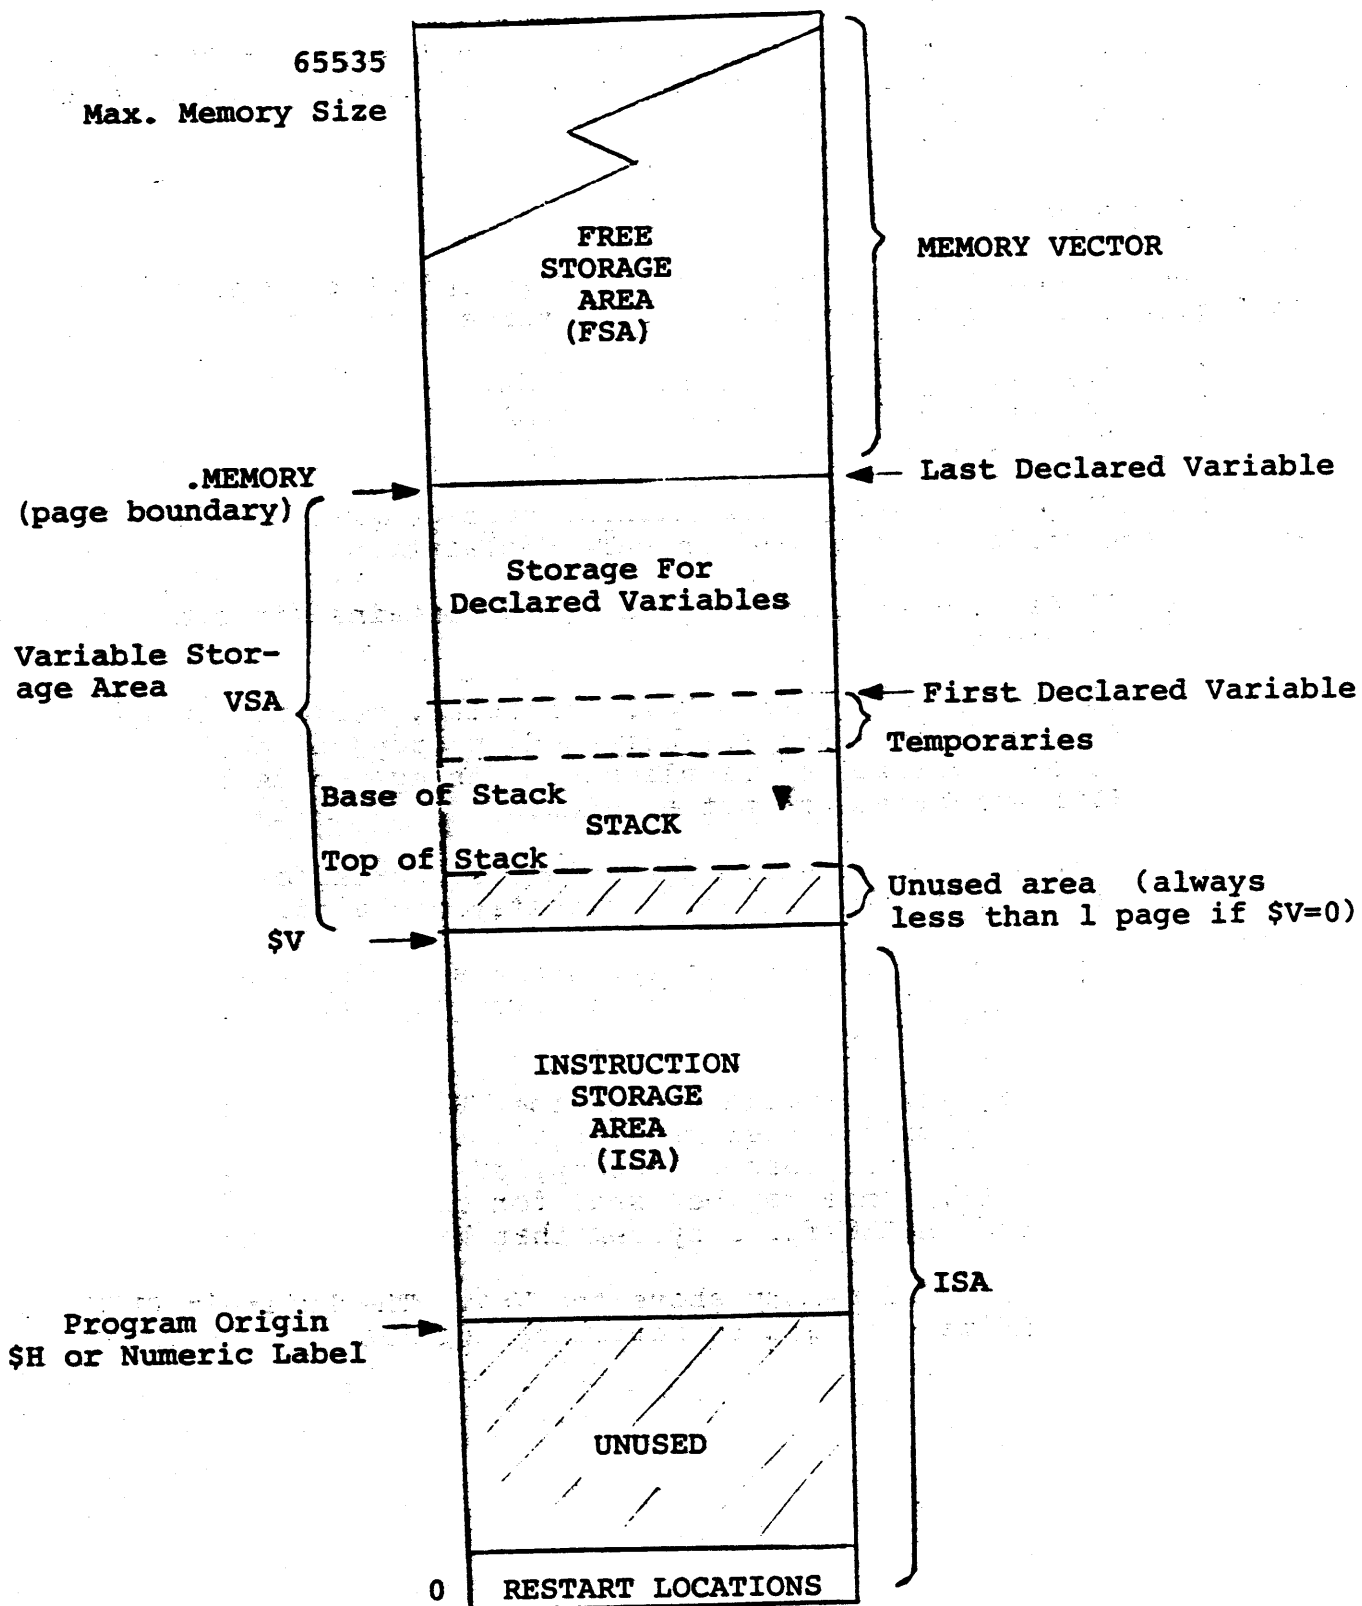 65535
Max. Memory Size
FREE
STORAGE
AREA
(FSA)
MEMORY VECTOR
.MEMORY
(page boundary)
Last Declared Variable
Storage For
Declared Variables
Variable Stor-
age Area
VSA
First Declared Variable
Temporaries
Base of Stack
STACK
Top of Stack
Unused area (always
less than 1 page if $V=0)
$V
INSTRUCTION
STORAGE
AREA
(ISA)
ISA
Program Origin
$H or Numeric Label
UNUSED
0
RESTART LOCATIONS